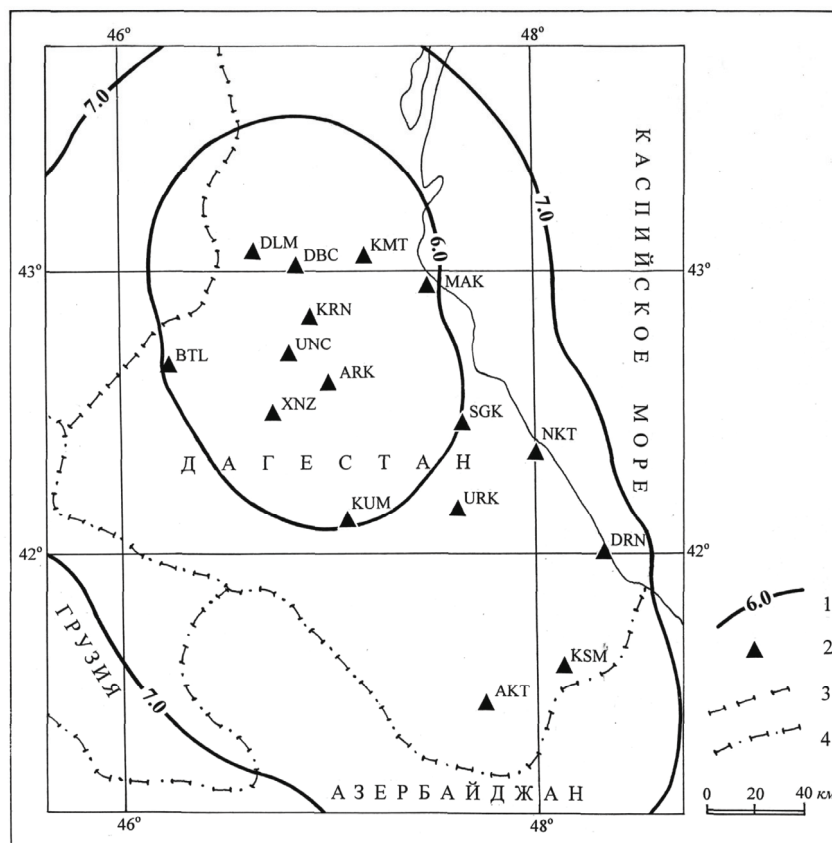 46°
48°
7.0
7.0
КАСПИЙСКОЕ МОРЕ
DLM
DBC
KMT
43°
6.0
43°
MAK
KRN
UNC
BTL
ARK
XNZ
SGK
NKT
ДАГЕСТАН
KUM
URK
42°
DRN
42°
6.0
1
ГРУЗИЯ
KSM
2
AKT
3
7.0
4
АЗЕРБАЙДЖАН
0 20 40 км
46°
48°